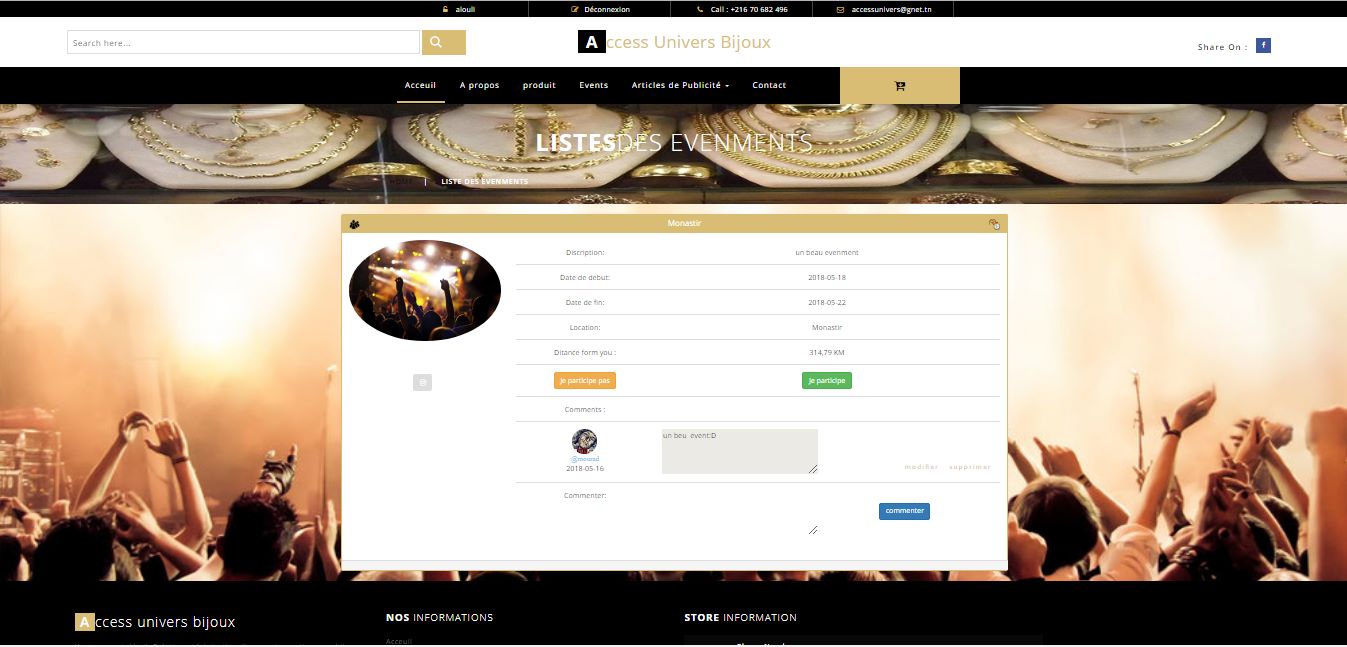 alouli
Déconnexion
Call : +216 70 682 496
accessunivers@gnet.tn
Search here...
Access Univers Bijoux
Share On :
f
Acceuil
A propos
produit
Events
Articles de Publicité
Contact
LISTESDES EVENMENTS
| LISTE DES EVENMENTS
Monastir
Discription: un beau evenment
Date de debut: 2018-05-18
Date de fin: 2018-05-22
Location: Monastir
Ditance form you : 314,79 KM
Je participe pas Je participe
Comments :
un beu event:D
@mourad
2018-05-16
modifier supprimer
Commenter:
commenter
Access univers bijoux
NOS INFORMATIONS
STORE INFORMATION
Acceuil